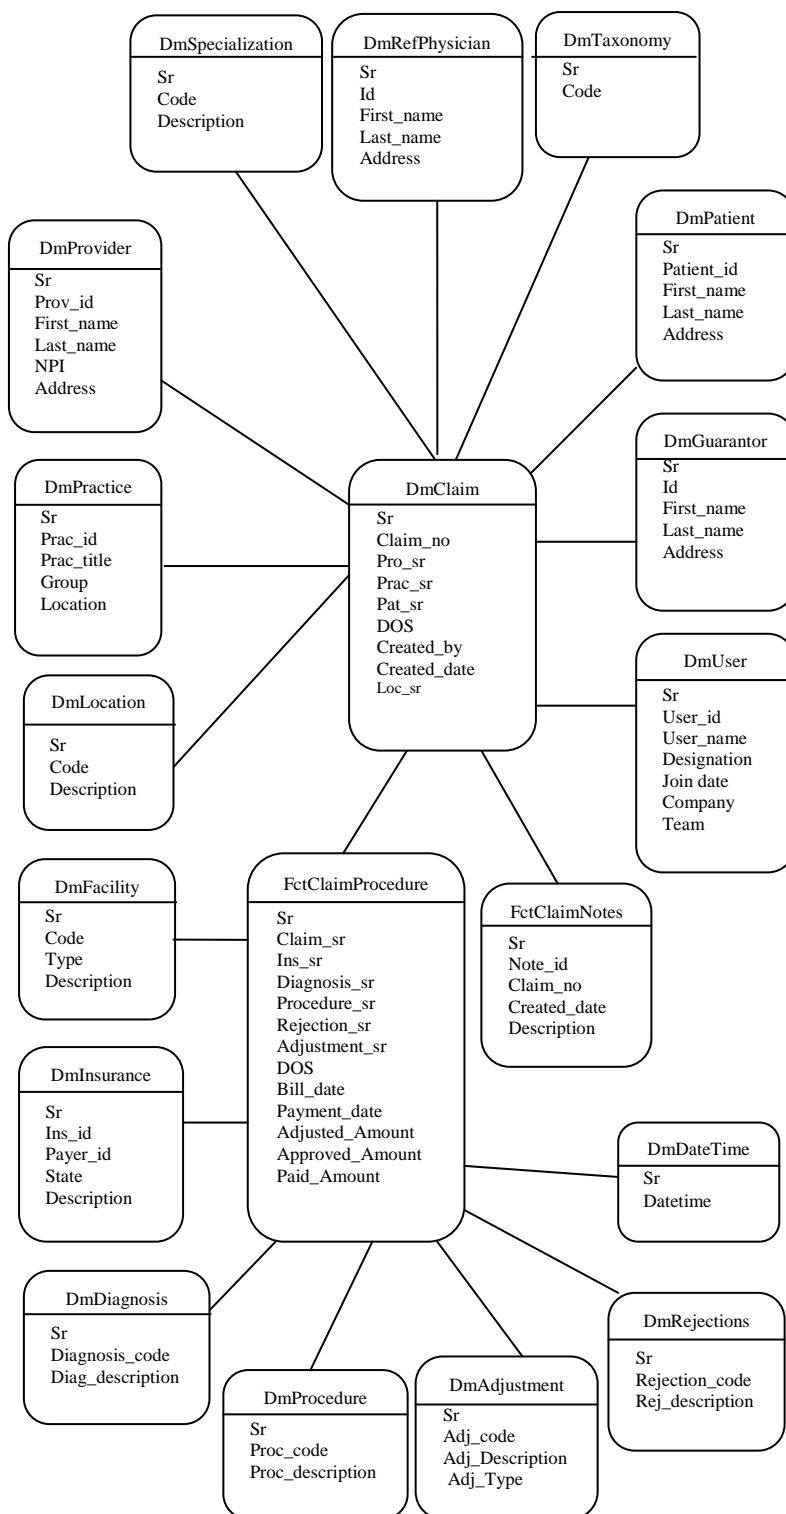 DmSpecialization
Sr
Code
Description
DmRefPhysician
Sr
Id
First_name
Last_name
Address
DmTaxonomy
Sr
Code
DmProvider
Sr
Prov_id
First_name
Last_name
NPI
Address
DmPatient
Sr
Patient_id
First_name
Last_name
Address
DmPractice
Sr
Prac_id
Prac_title
Group
Location
DmClaim
Sr
Claim_no
Pro_sr
Prac_sr
Pat_sr
DOS
Created_by
Created_date
Loc_sr
DmGuarantor
Sr
Id
First_name
Last_name
Address
DmLocation
Sr
Code
Description
DmUser
Sr
User_id
User_name
Designation
Join date
Company
Team
DmFacility
Sr
Code
Type
Description
FctClaimProcedure
Sr
Claim_sr
Ins_sr
Diagnosis_sr
Procedure_sr
Rejection_sr
Adjustment_sr
DOS
Bill_date
Payment_date
Adjusted_Amount
Approved_Amount
Paid_Amount
FctClaimNotes
Sr
Note_id
Claim_no
Created_date
Description
DmInsurance
Sr
Ins_id
Payer_id
State
Description
DmDateTime
Sr
Datetime
DmDiagnosis
Sr
Diagnosis_code
Diag_description
DmProcedure
Sr
Proc_code
Proc_description
DmAdjustment
Sr
Adj_code
Adj_Description
Adj_Type
DmRejections
Sr
Rejection_code
Rej_description